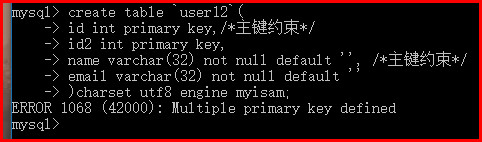 mysql> create table `user12`(
    -> id int primary key,/*主键约束*/
    -> id2 int primary key,
    -> name varchar(32) not null default '', /*主键约束*/
    -> email varchar(32) not null default ''
    -> )charset utf8 engine myisam;
ERROR 1068 (42000): Multiple primary key defined
mysql>